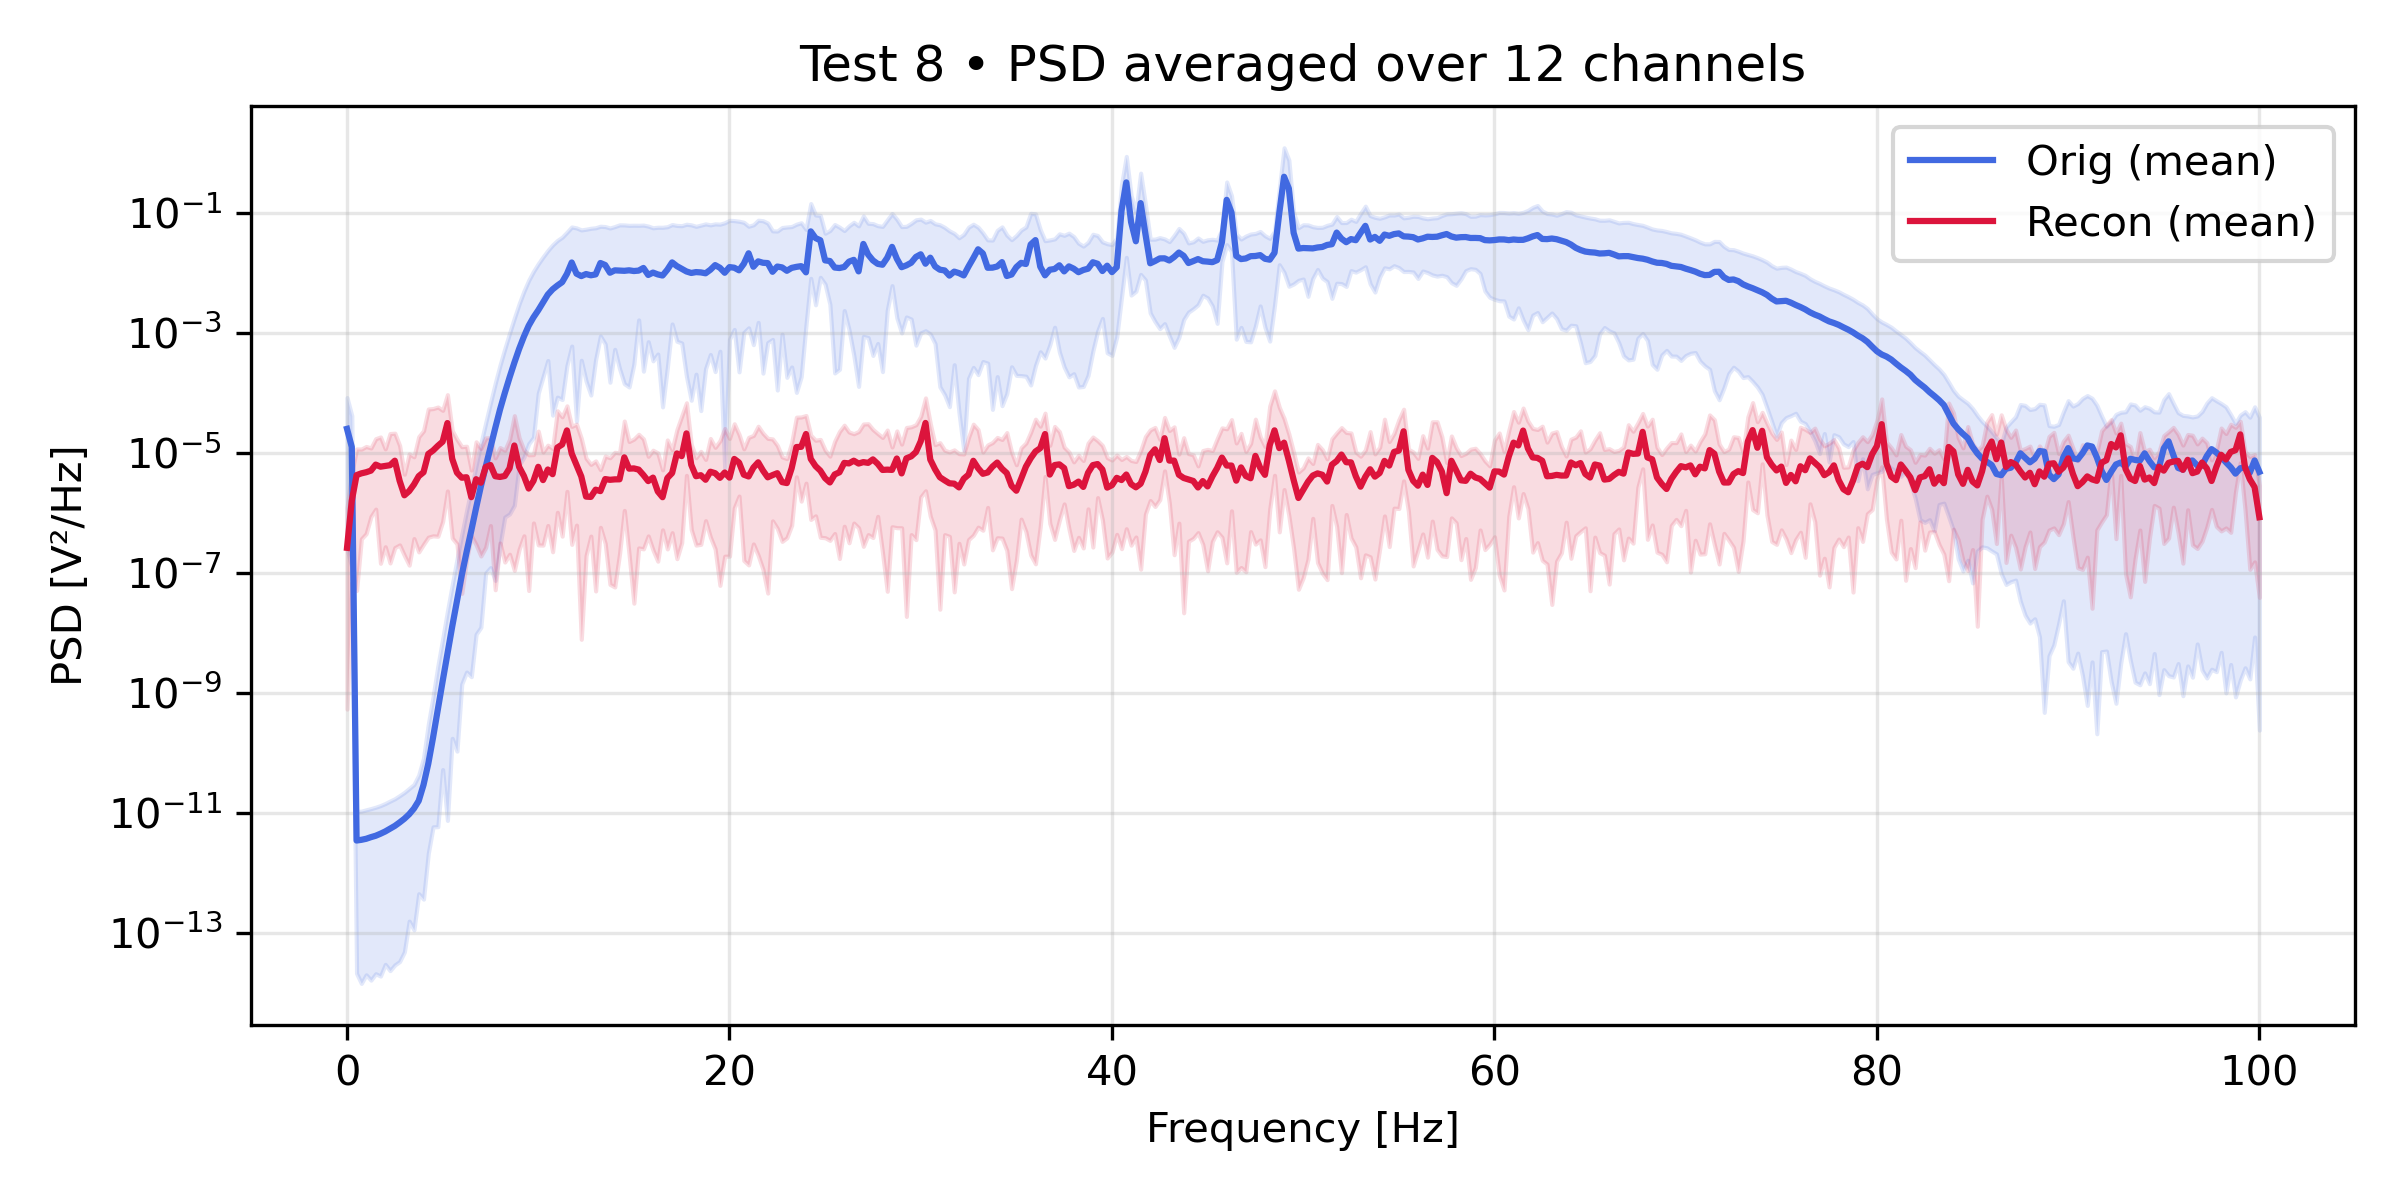 Test 8 • PSD averaged over 12 channels
Orig (mean)
Recon (mean)
PSD [V²/Hz]
10⁻¹
10⁻³
10⁻⁵
10⁻⁷
10⁻⁹
10⁻¹¹
10⁻¹³
0 20 40 60 80 100
Frequency [Hz]